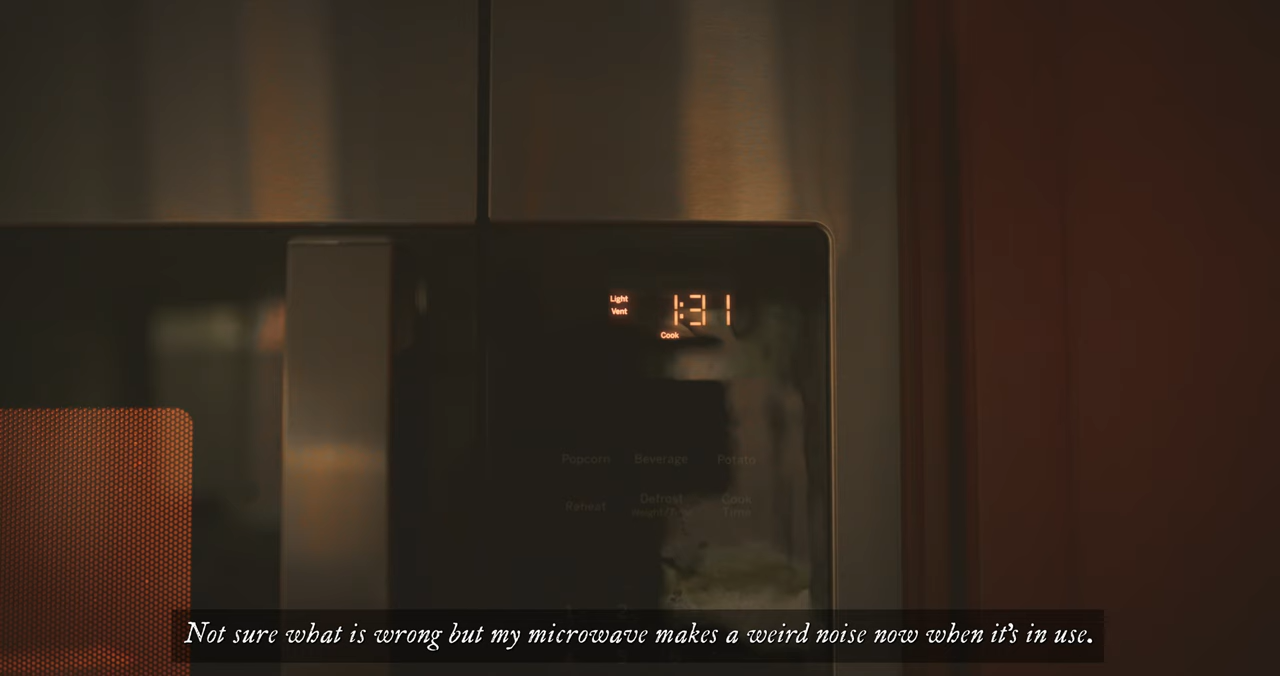 Light
Vent
1:31
Cook
Popcorn Beverage Potato
Reheat Defrost Cook
Time
Not sure what is wrong but my microwave makes a weird noise now when it's in use.